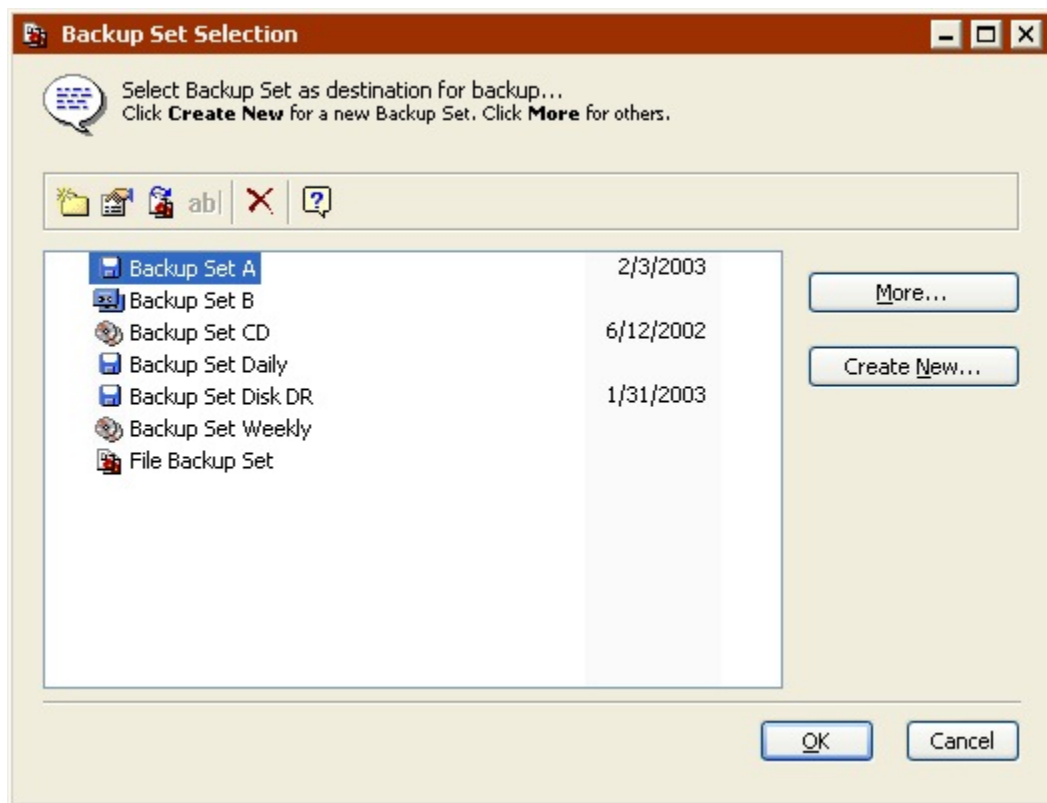 Backup Set Selection
Select Backup Set as destination for backup...
Click Create New for a new Backup Set. Click More for others.
ab|
Backup Set A 2/3/2003
Backup Set B
Backup Set CD 6/12/2002
Backup Set Daily
Backup Set Disk DR 1/31/2003
Backup Set Weekly
File Backup Set
More...
Create New...
OK Cancel